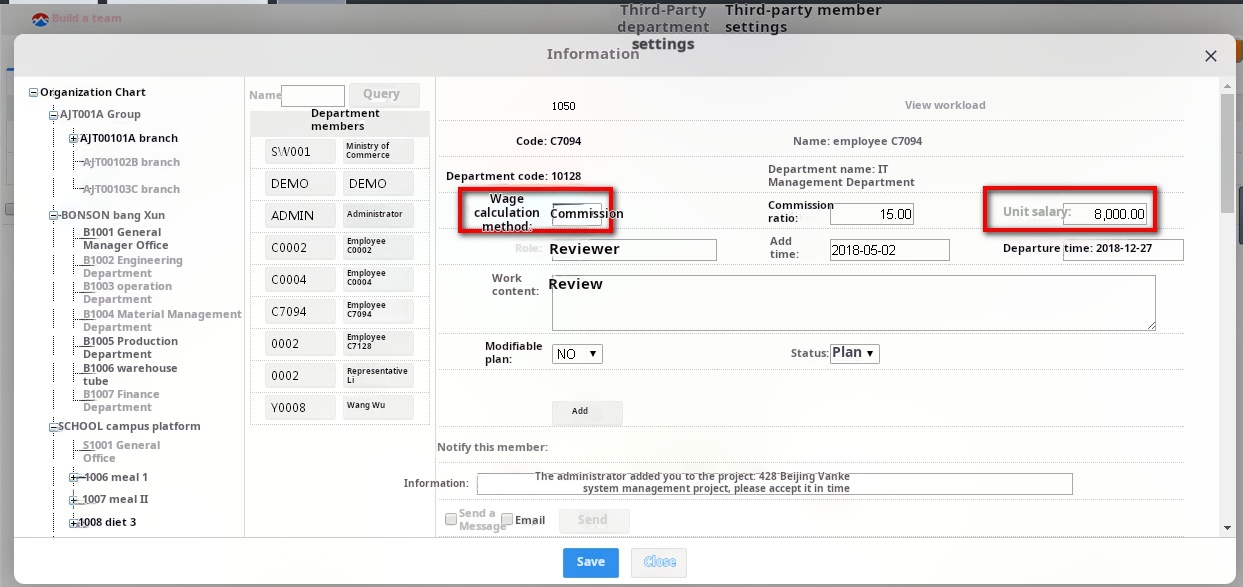 Build a team
Third-Party department settings
Third-party member settings
Information
Organization Chart
AJT001A Group
AJT00101A branch
AJT00102B branch
AJT00103C branch
BONSON bang Xun
B1001 General
Manager Office
B1002 Engineering
Department
B1003 operation
Department
B1004 Material Management
Department
B1005 Production
Department
B1006 warehouse
tube
B1007 Finance
Department
SCHOOL campus platform
S1001 General
Office
1006 meal 1
1007 meal II
1008 diet 3
Name
Query
Department
members
SW001 Ministry of Commerce
DEMO DEMO
ADMIN Administrator
C0002 Employee C0002
C0004 Employee C0004
C7094 Employee C7094
0002 Employee C7128
0002 Representative Li
Y0008 Wang Wu
1050 View workload
Code: C7094 Name: employee C7094
Department code: 10128 Department name: IT
Management Department
Wage calculation method: Commission
Commission ratio: 15.00
Unit salary: 8,000.00
Role: Reviewer
Add time: 2018-05-02
Departure time: 2018-12-27
Work content: Review
Modifiable plan: NO
Status: Plan
Add
Notify this member:
Information: The administrator added you to the project: 428 Beijing Vanke
system management project, please accept it in time
Send a Message
Email
Send
Save Close